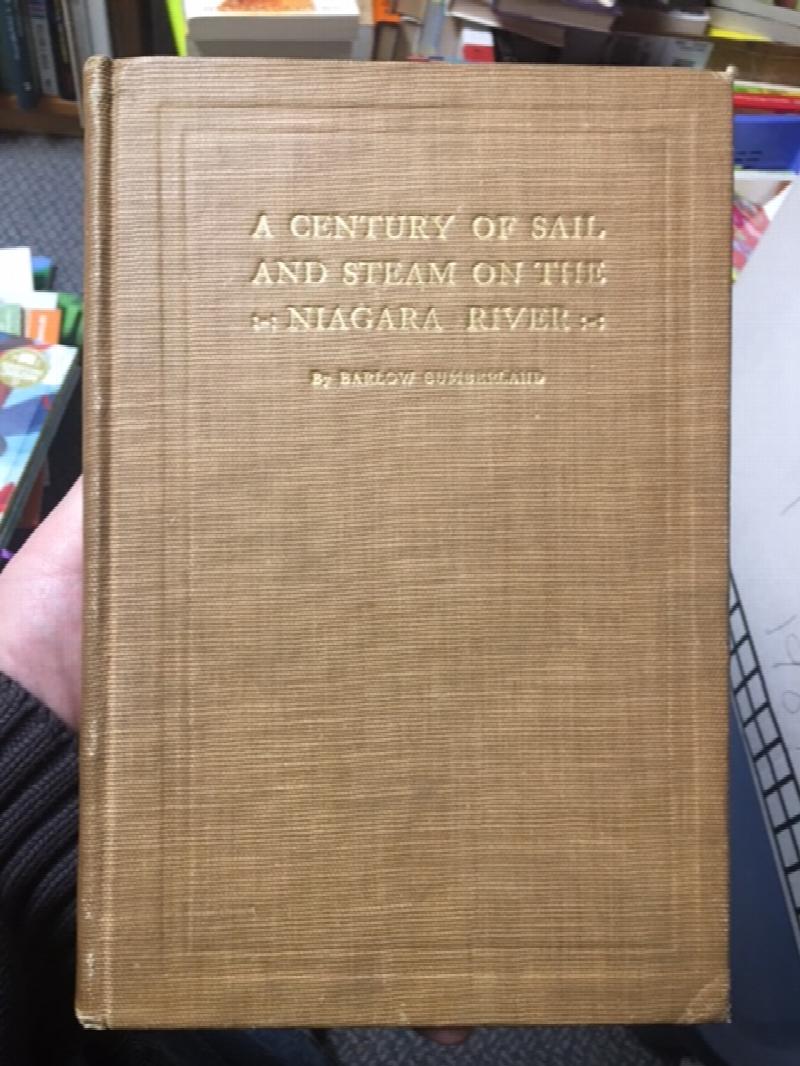 A CENTURY OF SAIL
AND STEAM ON THE
:-: NIAGARA RIVER :-:
By BARLOW CUMBERLAND